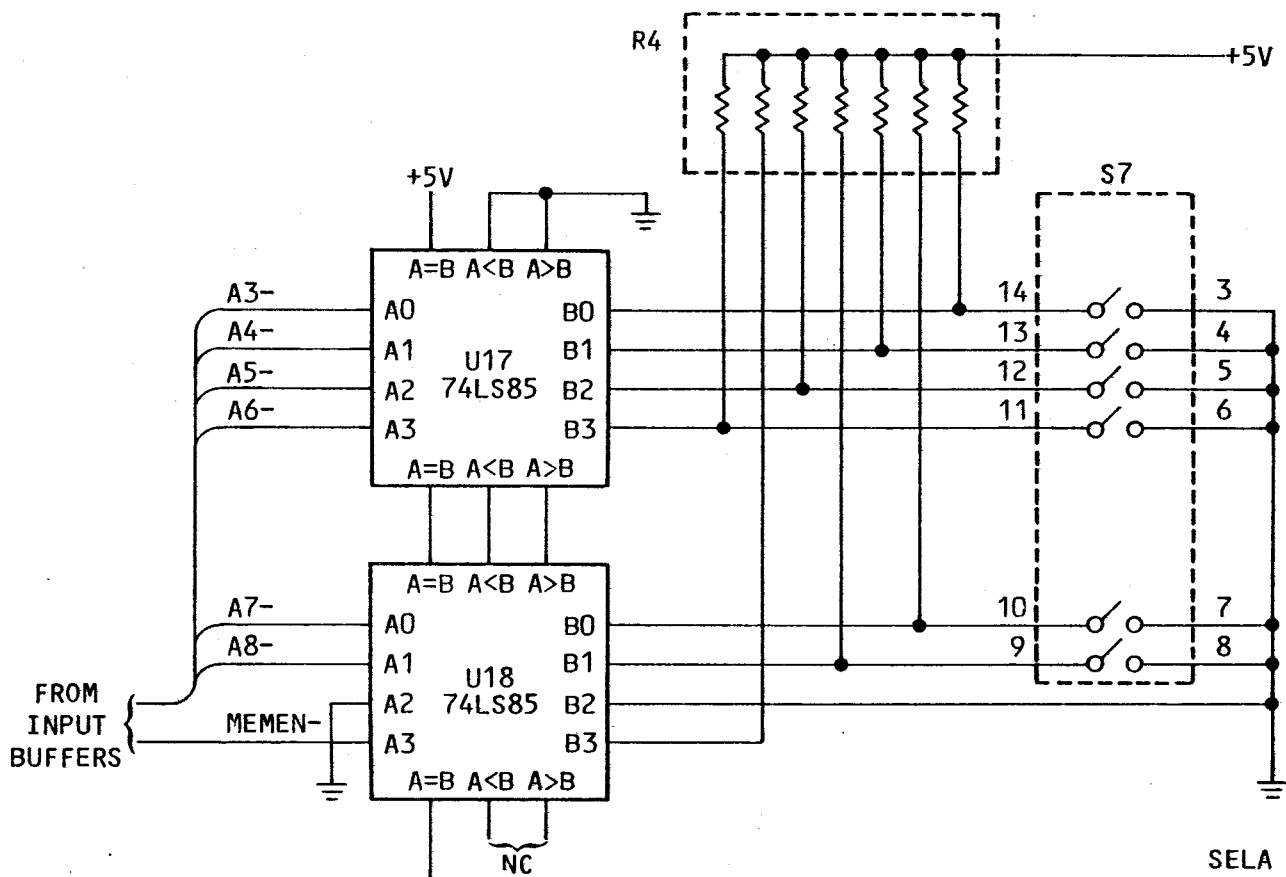 R4
+5V
+5V
S7
A=B A<B A>B
A3-
A0
B0
14
3
A4-
A1
B1
13
4
U17
74LS85
A5-
A2
B2
12
5
A6-
A3
B3
11
6
A=B A<B A>B
A=B A<B A>B
A7-
A0
B0
10
7
A8-
A1
B1
9
8
U18
74LS85
FROM
INPUT
BUFFERS
A2
B2
MEMEN-
A3
B3
A=B A<B A>B
NC
SELA